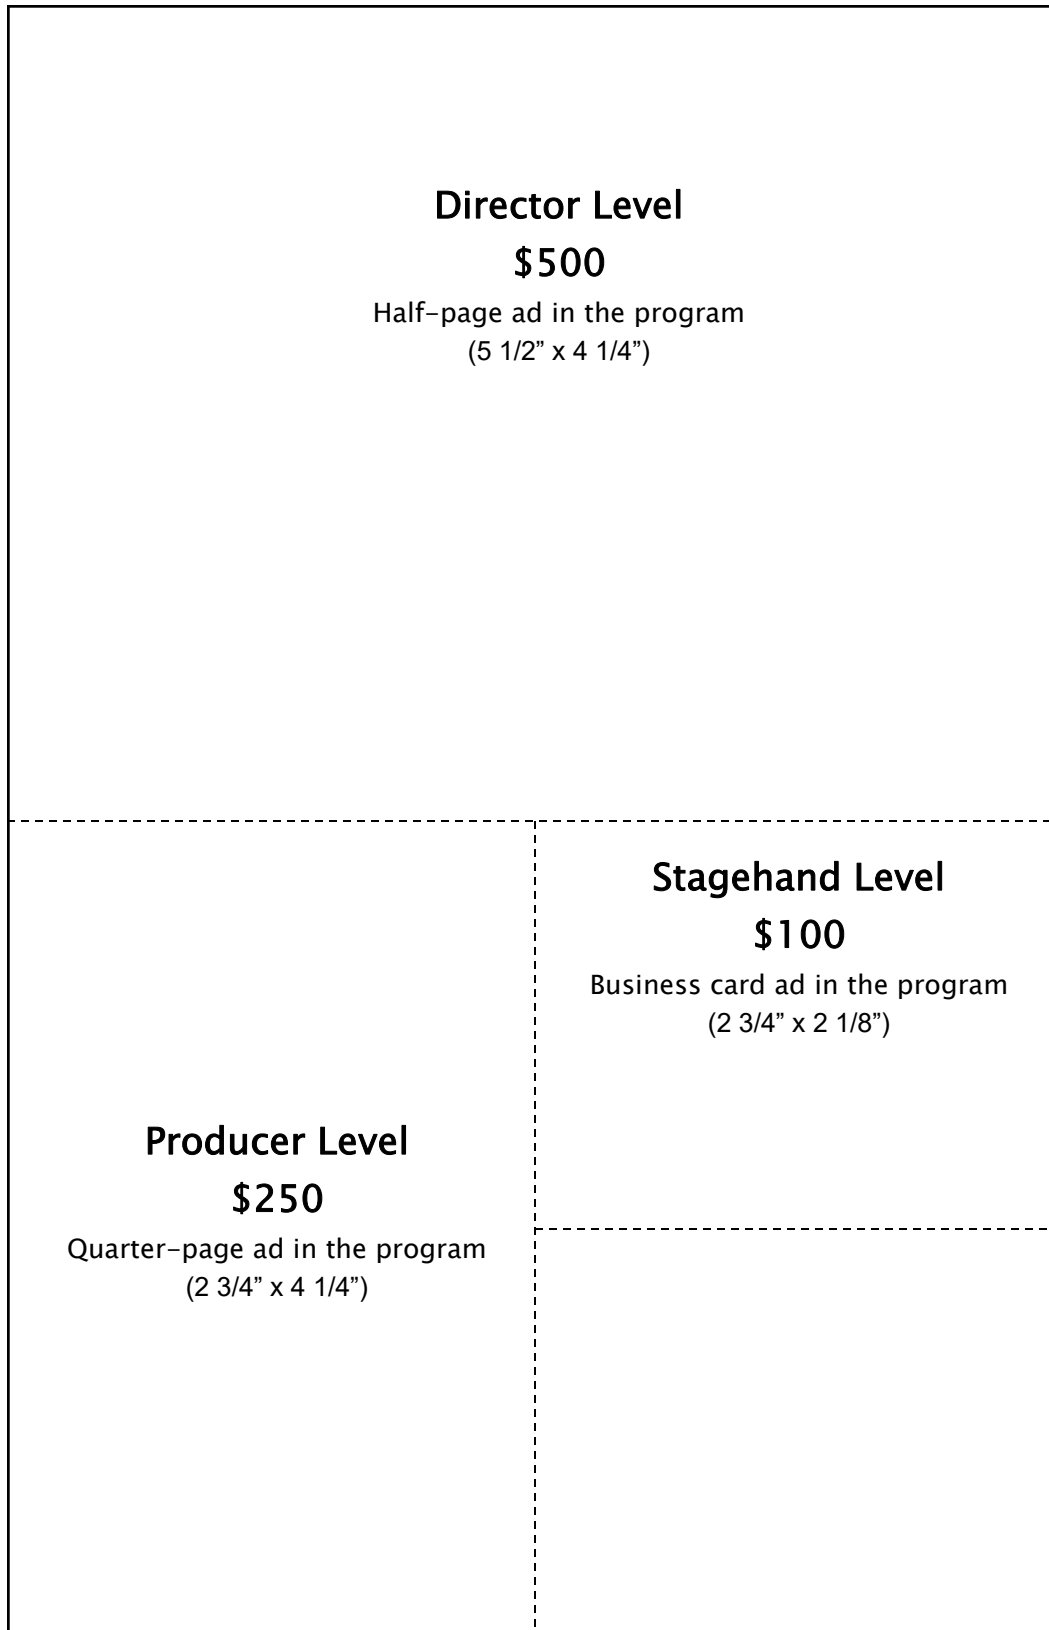 Director Level
$500
Half-page ad in the program
(5 1/2” x 4 1/4”)
Stagehand Level
$100
Business card ad in the program
(2 3/4” x 2 1/8”)
Producer Level
$250
Quarter-page ad in the program
(2 3/4” x 4 1/4”)